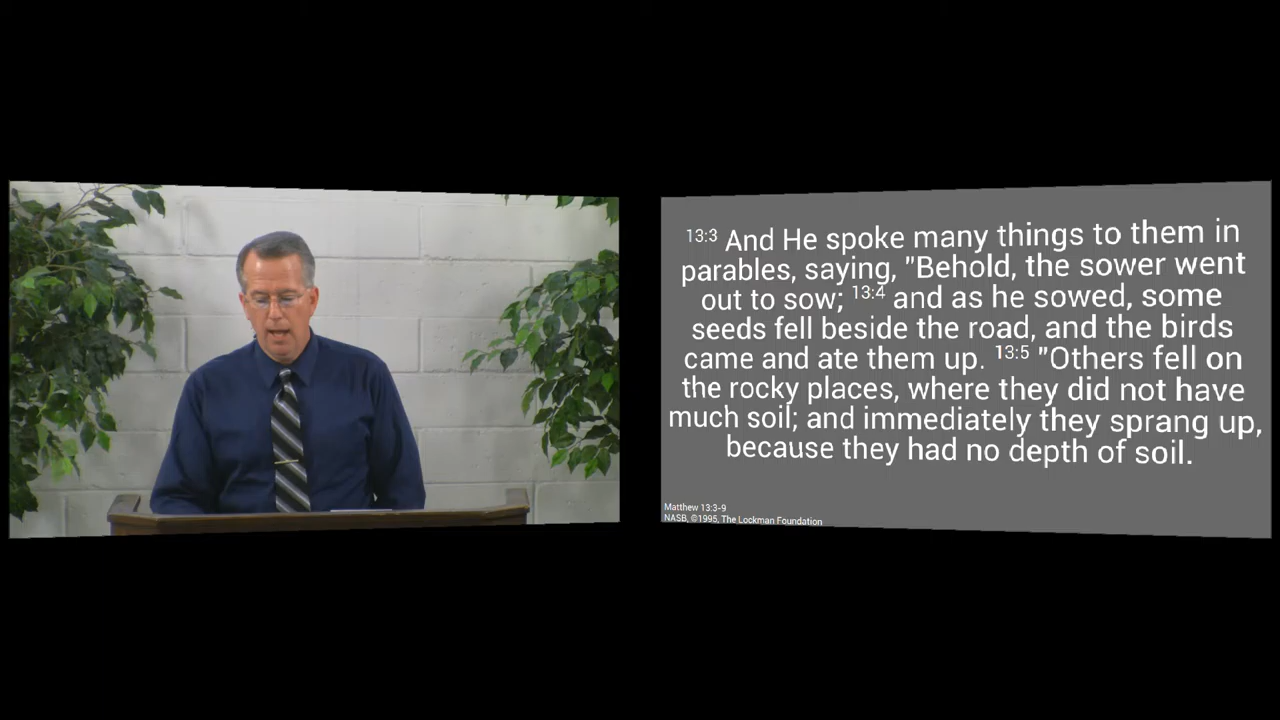 13:3 And He spoke many things to them in
parables, saying, "Behold, the sower went
out to sow; 13:4 and as he sowed, some
seeds fell beside the road, and the birds
came and ate them up. 13:5 "Others fell on
the rocky places, where they did not have
much soil; and immediately they sprang up,
because they had no depth of soil.
Matthew 13:3-9
NASB, ©1995, The Lockman Foundation